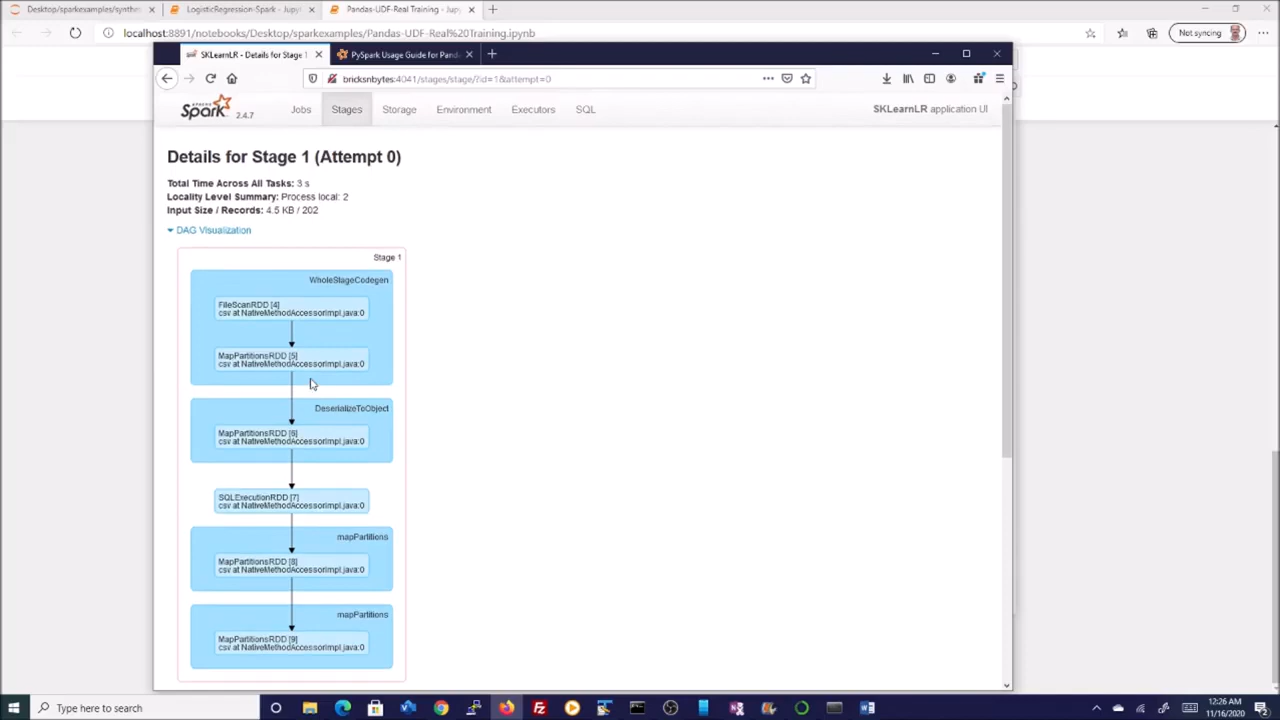 Desktop/sparkexamples/synthe
LogisticRegression-Spark - Jupyt
Pandas-UDF-Real Training - Jup
localhost:8891/notebooks/Desktop/sparkexamples/Pandas-UDF-Real%20Training.ipynb
Not syncing
SKLearnLR - Details for Stage 1
PySpark Usage Guide for Panda
bricksnbytes:4041/stages/stage/?id=1&attempt=0
APACHE Spark 2.4.7
Jobs
Stages
Storage
Environment
Executors
SQL
SKLearnLR application UI
Details for Stage 1 (Attempt 0)
Total Time Across All Tasks: 3 s
Locality Level Summary: Process local: 2
Input Size / Records: 4.5 KB / 202
DAG Visualization
Stage 1
WholeStageCodegen
FileScanRDD [4]
csv at NativeMethodAccessorImpl.java:0
MapPartitionsRDD [5]
csv at NativeMethodAccessorImpl.java:0
DeserializeToObject
MapPartitionsRDD [6]
csv at NativeMethodAccessorImpl.java:0
SQLExecutionRDD [7]
csv at NativeMethodAccessorImpl.java:0
mapPartitions
MapPartitionsRDD [8]
csv at NativeMethodAccessorImpl.java:0
mapPartitions
MapPartitionsRDD [9]
csv at NativeMethodAccessorImpl.java:0
Type here to search
12:26 AM
11/16/2020